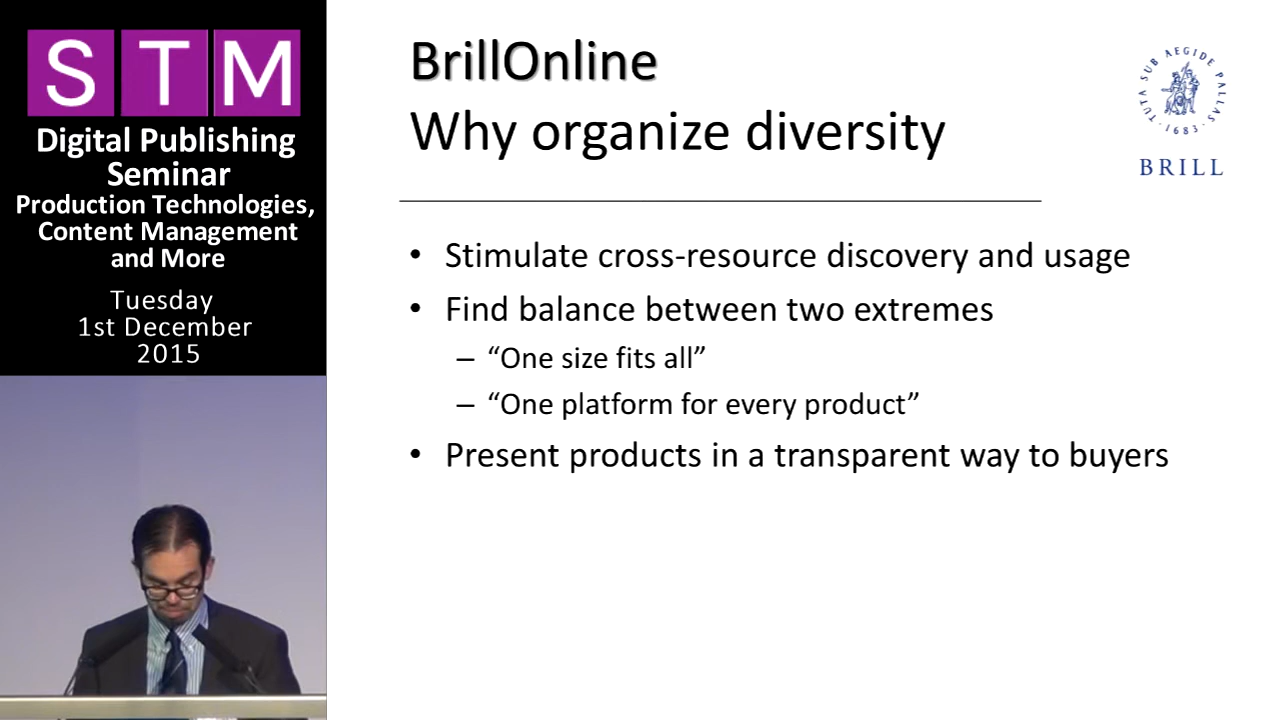 STM
Digital Publishing
Seminar
Production Technologies,
Content Management
and More
Tuesday
1st December
2015
BrillOnline
Why organize diversity
TUTA SUB AEGIDE PALLAS
· 1683 ·
BRILL
• Stimulate cross-resource discovery and usage
• Find balance between two extremes
– “One size fits all”
– “One platform for every product”
• Present products in a transparent way to buyers